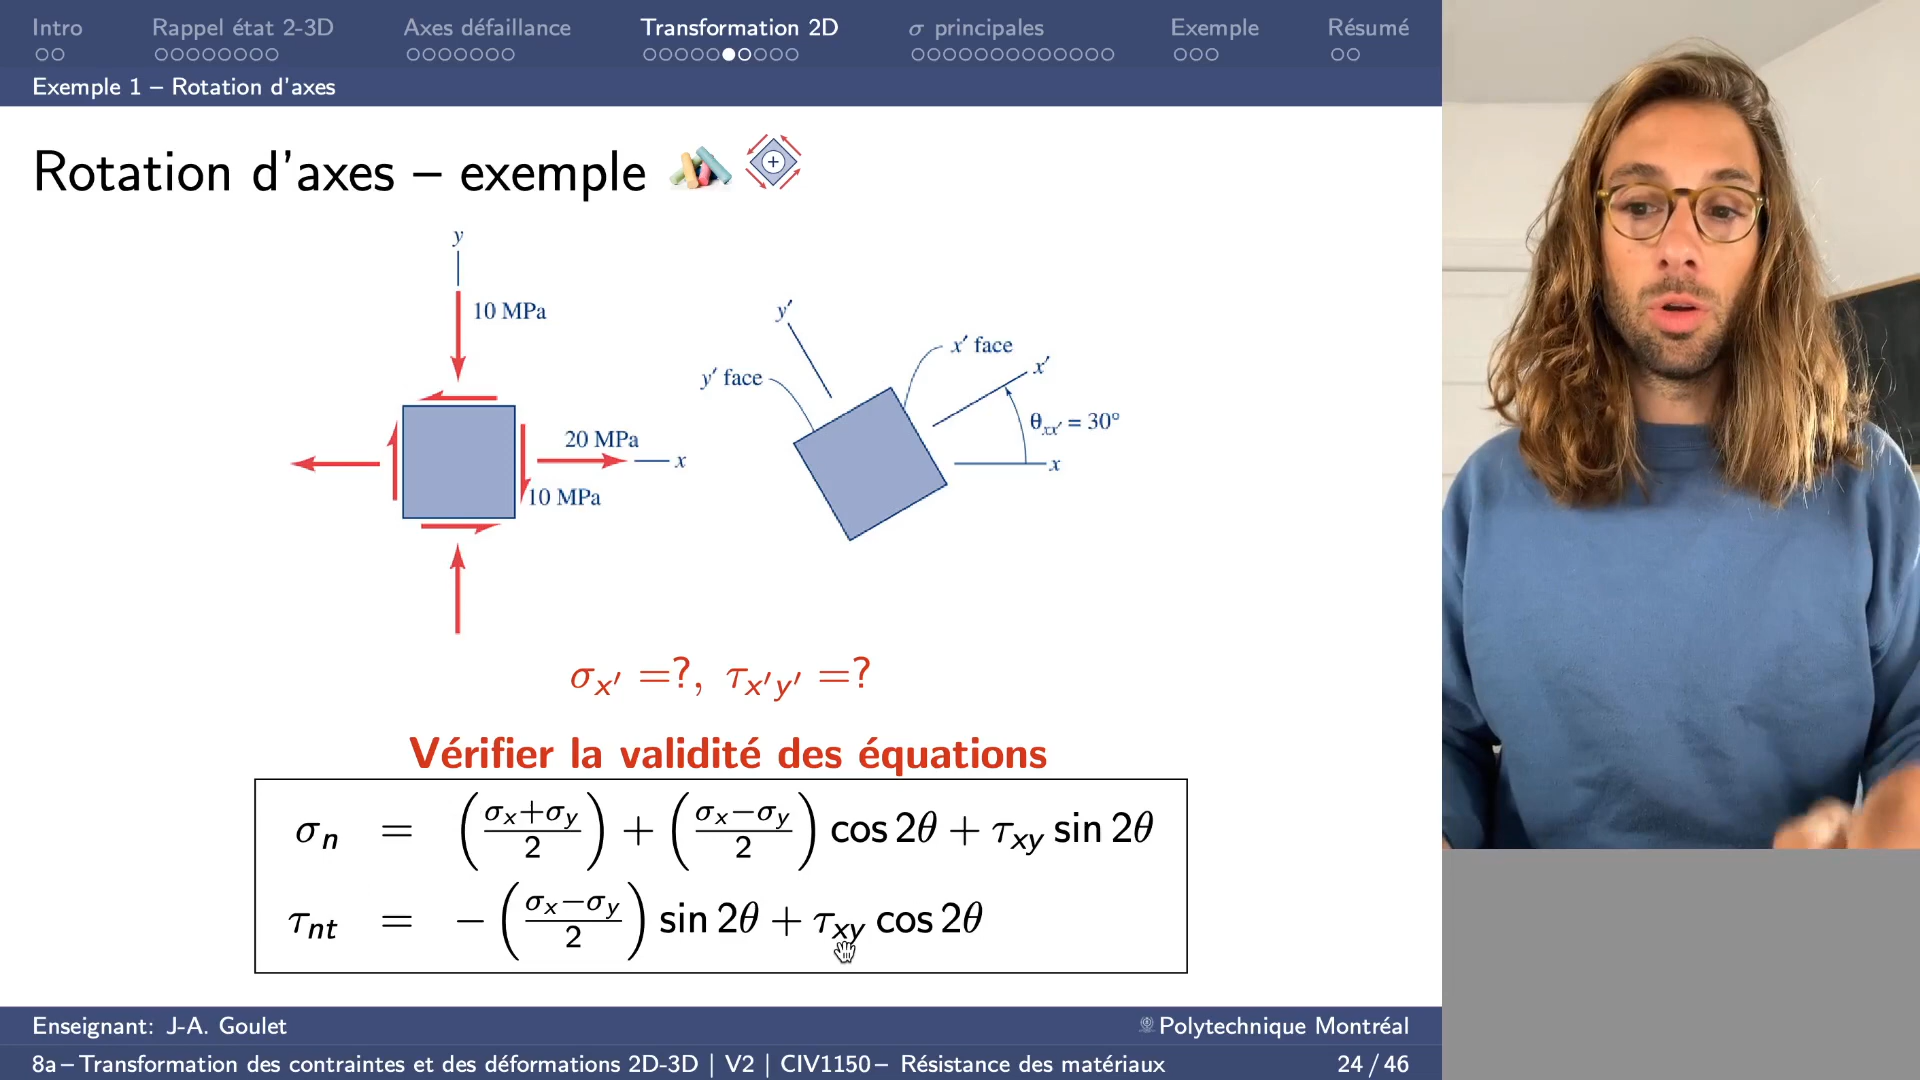 Intro Rappel état 2-3D Axes défaillance Transformation 2D σ principales Exemple Résumé
Exemple 1 – Rotation d'axes
Rotation d'axes – exemple
y
10 MPa
20 MPa
x
10 MPa
y′
x′ face
x′
y′ face
θxx′ = 30°
x
σx′ =?, τx′y′ =?
Vérifier la validité des équations
σn = (σx+σy / 2) + (σx−σy / 2) cos 2θ + τxy sin 2θ
τnt = − (σx−σy / 2) sin 2θ + τxy cos 2θ
Enseignant: J-A. Goulet Polytechnique Montréal
8a – Transformation des contraintes et des déformations 2D-3D | V2 | CIV1150 – Résistance des matériaux 24 / 46